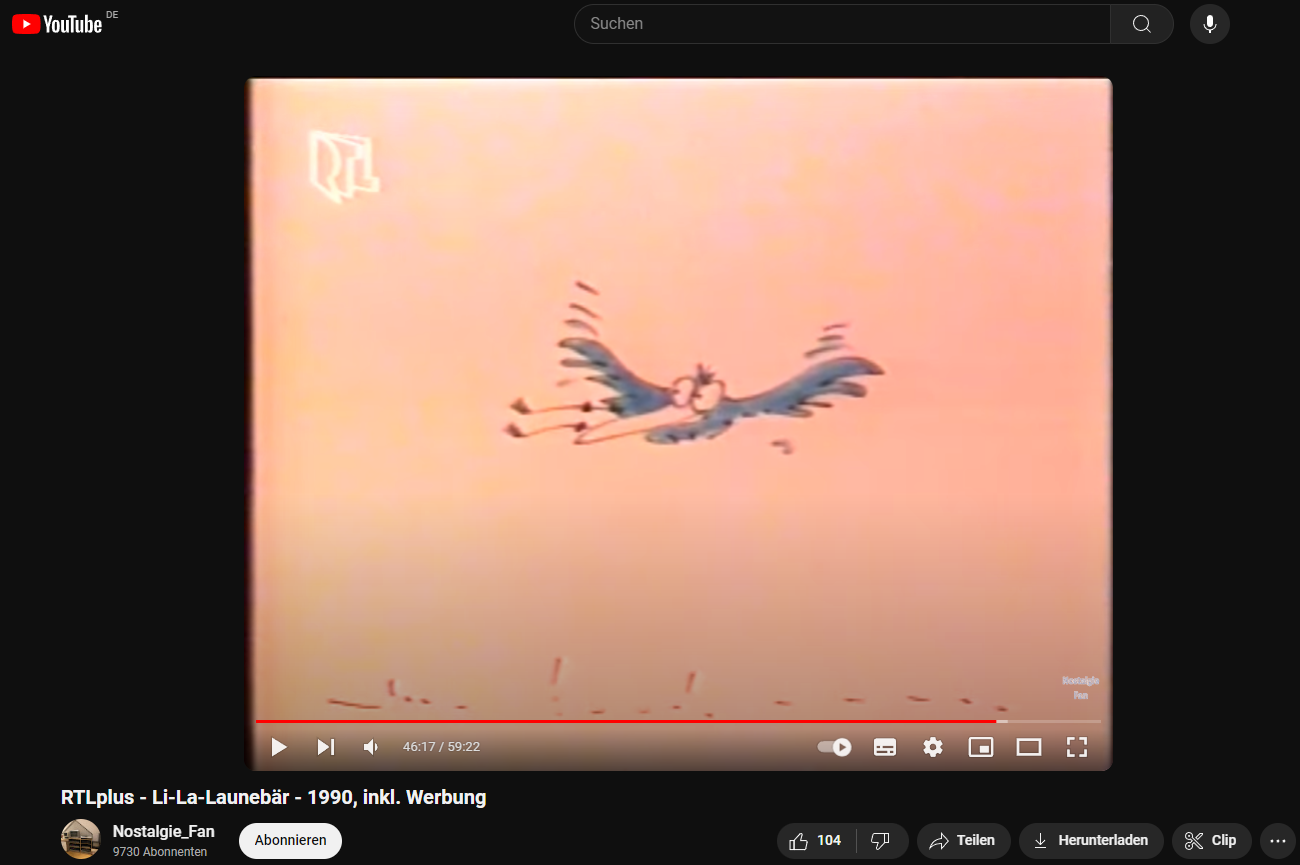 YouTube DE
Suchen
RTL
Nostalgie
Fan
46:17 / 59:22
RTLplus - Li-La-Launebär - 1990, inkl. Werbung
Nostalgie_Fan
9730 Abonnenten
Abonnieren
104
Teilen
Herunterladen
Clip